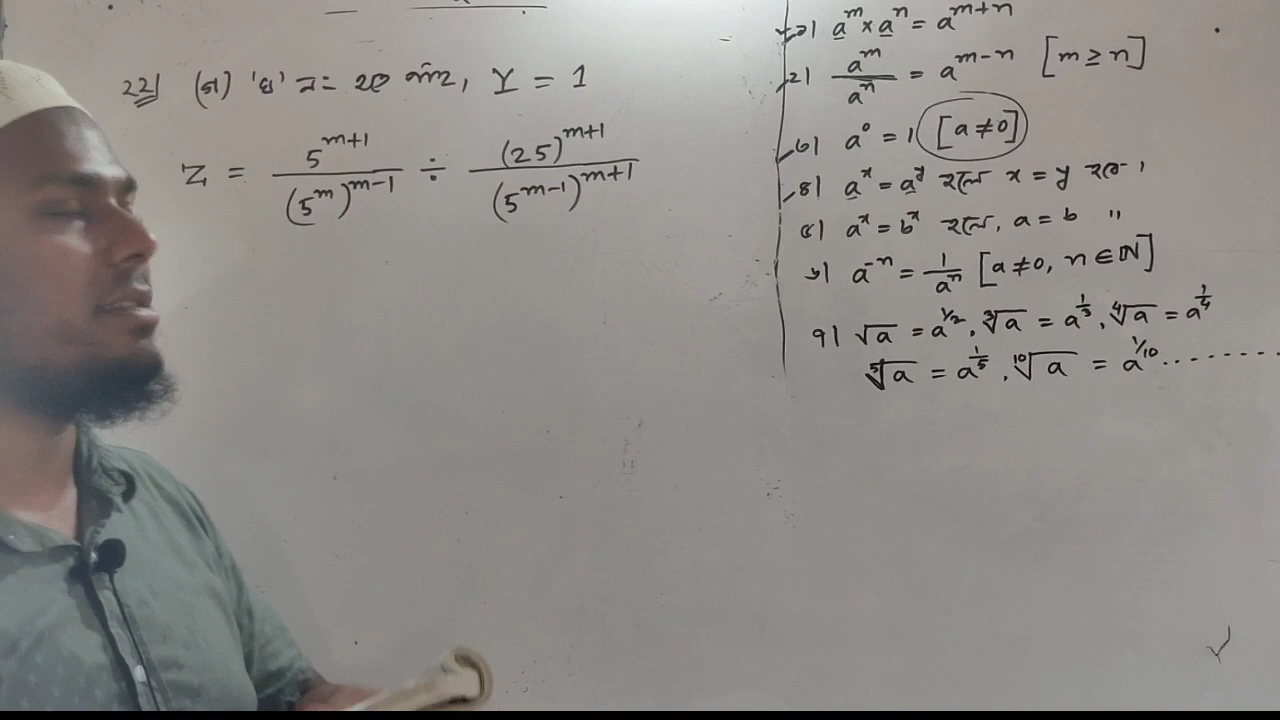 22| (গ) 'খ' হতে পাই, Y = 1
Z = 5^{m+1} / (5^m)^{m-1} ÷ (25)^{m+1} / (5^{m-1})^{m+1}
১| a^m × a^n = a^{m+n}
২| a^m / a^n = a^{m-n} [m ≥ n]
৩| a^0 = 1 [a ≠ 0]
৪| a^x = a^y হলে x = y হবে।
৫| a^x = b^x হলে, a = b "
৬| a^{-n} = 1/a^n [a ≠ 0, n ∈ ℕ]
৭| √a = a^{1/2}, ∛a = a^{1/3}, ∜a = a^{1/4}
⁵√a = a^{1/5}, ¹⁰√a = a^{1/10} ........